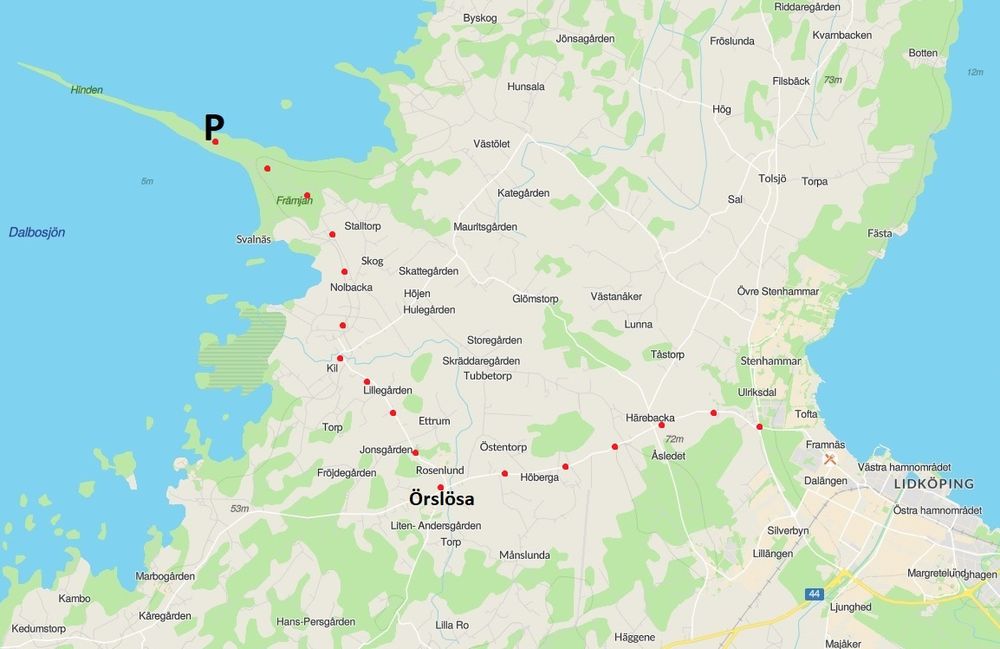 Riddaregården
Byskog
Kvarnbacken
Jönsagården
Fröslunda
Botten
12m
Filsbäck
73m
Hunsala
Hinden
Hög
P
Västölet
5m
Tolsjö
Torpa
Kategården
Främjan
Sal
Stalltorp
Mauritsgården
Dalbosjön
Fästa
Svalnäs
Skog
Skattegården
Nolbacka
Höjen
Glömstorp
Västanåker
Övre Stenhammar
Hulegården
Lunna
Storegården
Tåstorp
Kil
Skräddaregården
Stenhammar
Tubbetorp
Lillegården
Ulriksdal
Torp
Ettrum
Härebacka
Tofta
72m
Jonsgården
Östentorp
Åsledet
Framnäs
Fröjdegården
Rosenlund
Höberga
Dalängen
Västra hamnområdet
LIDKÖPING
Örslösa
53m
Östra hamnområdet
Liten- Andersgården
Torp
Silverbyn
Månslunda
Lillängen
Marbogården
Margretelund
hagen
Kambo
44
Ljunghed
Kåregården
Hans-Persgården
Kedumstorp
Lilla Ro
Häggene
Majåker